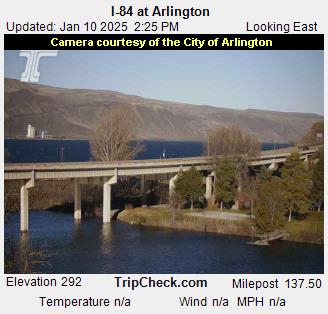 I-84 at Arlington
Updated: Jan 10 2025 2:25 PM Looking East
Camera courtesy of the City of Arlington
Elevation 292 TripCheck.com Milepost 137.50
Temperature n/a Wind n/a MPH n/a